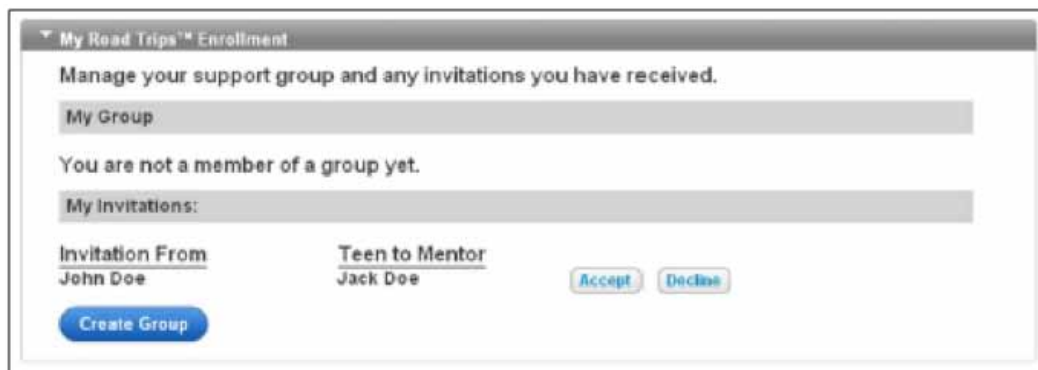 My Road Trips™ Enrollment
Manage your support group and any invitations you have received.
My Group
You are not a member of a group yet.
My Invitations:
Invitation From Teen to Mentor
John Doe Jack Doe Accept Decline
Create Group